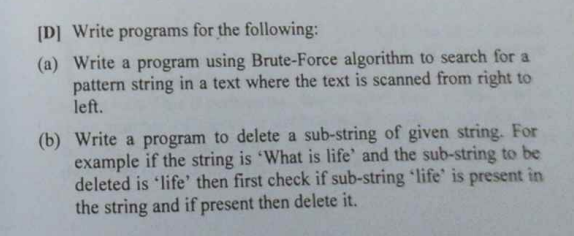 [D] Write programs for the following:
(a) Write a program using Brute-Force algorithm to search for a
pattern string in a text where the text is scanned from right to
left.
(b) Write a program to delete a sub-string of given string. For
example if the string is ‘What is life’ and the sub-string to be
deleted is ‘life’ then first check if sub-string ‘life’ is present in
the string and if present then delete it.